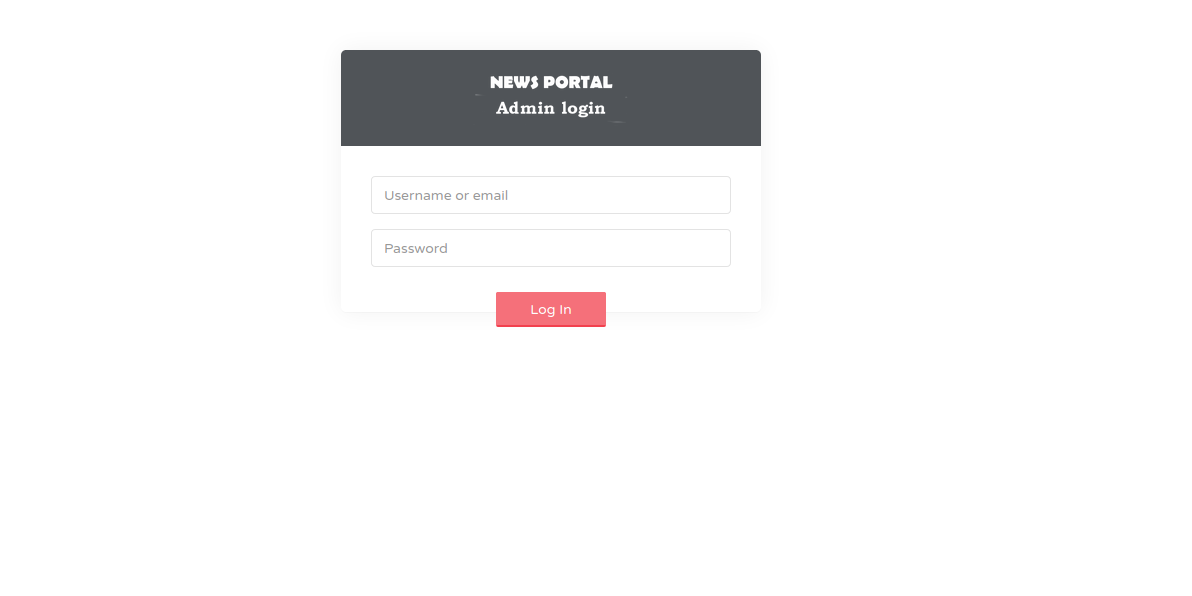 NEWS PORTAL
Admin login
Username or email
Password
Log In